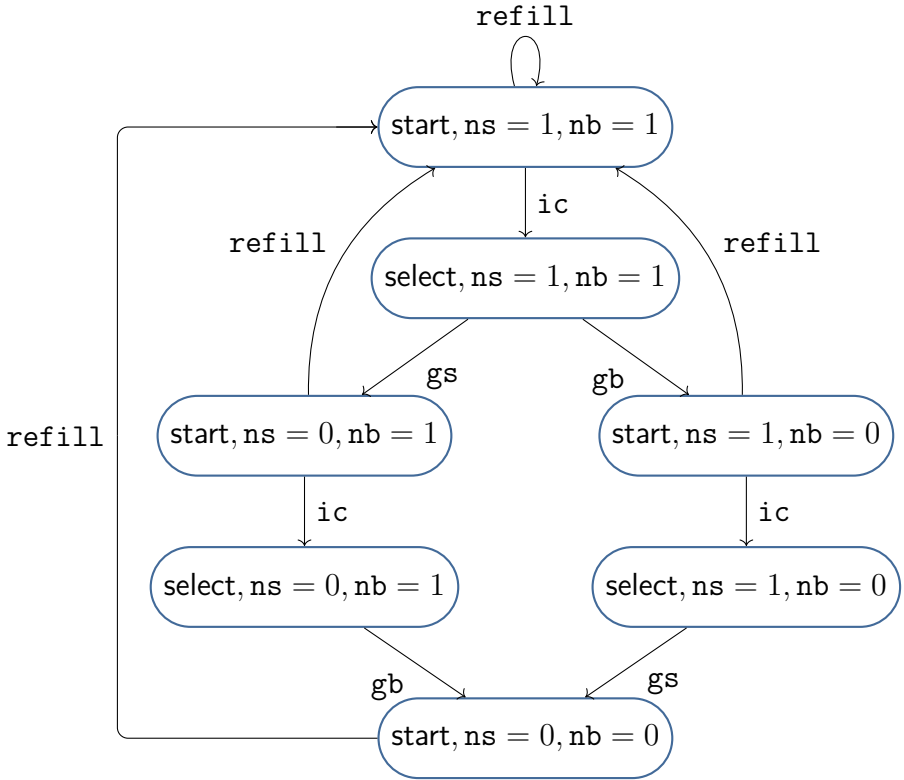 refill
start, ns = 1, nb = 1
ic
refill
refill
select, ns = 1, nb = 1
gs
gb
start, ns = 0, nb = 1
start, ns = 1, nb = 0
refill
ic
ic
select, ns = 0, nb = 1
select, ns = 1, nb = 0
gb
gs
start, ns = 0, nb = 0